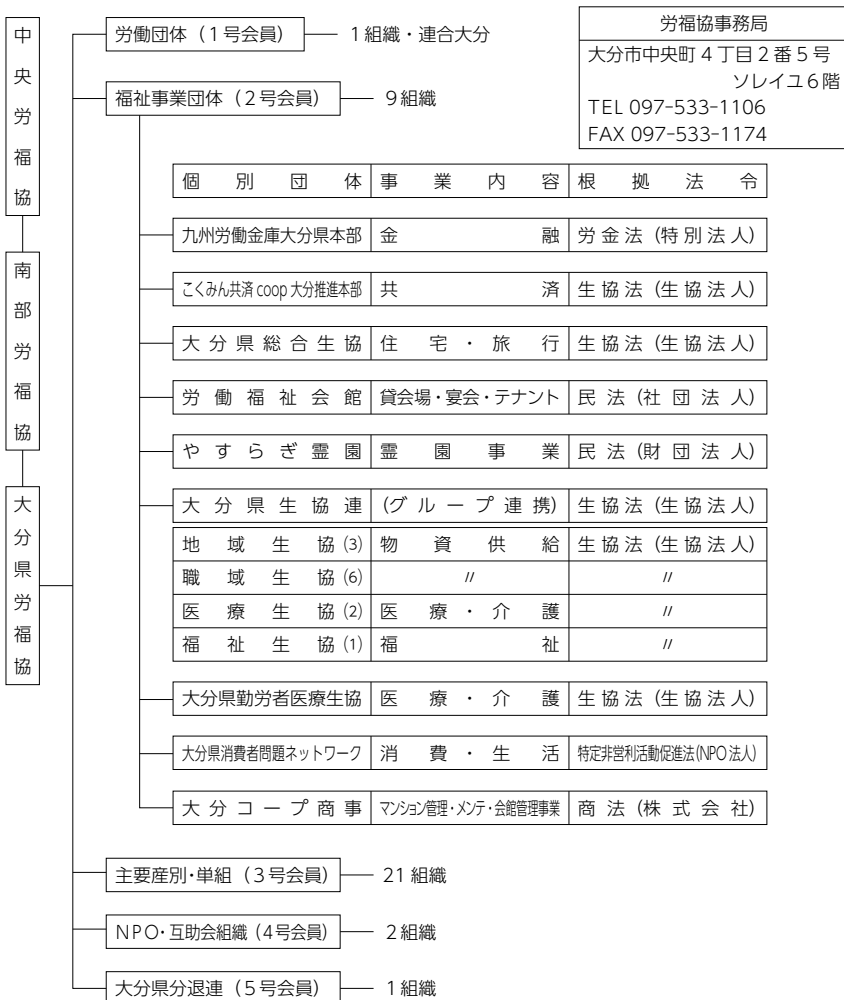 中央労福協
南部労福協
大分県労福協
労働団体（1号会員） 1組織・連合大分
労福協事務局
大分市中央町4丁目2番5号
ソレイユ6階
TEL 097-533-1106
FAX 097-533-1174
福祉事業団体（2号会員） 9組織
個別団体 事業内容 根拠法令
九州労働金庫大分県本部 金融 労金法（特別法人）
こくみん共済coop大分推進本部 共済 生協法（生協法人）
大分県総合生協 住宅・旅行 生協法（生協法人）
労働福祉会館 貸会場・宴会・テナント 民法（社団法人）
やすらぎ霊園 霊園事業 民法（財団法人）
大分県生協連 (グループ連携) 生協法（生協法人）
地域生協(3) 物資供給 生協法（生協法人）
職域生協(6) 〃 〃
医療生協(2) 医療・介護 〃
福祉生協(1) 福祉 〃
大分県勤労者医療生協 医療・介護 生協法（生協法人）
大分県消費者問題ネットワーク 消費・生活 特定非営利活動促進法(NPO法人)
大分コープ商事 マンション管理・メンテ・会館管理事業 商法（株式会社）
主要産別・単組（3号会員） 21組織
NPO・互助会組織（4号会員） 2組織
大分県分退連（5号会員） 1組織